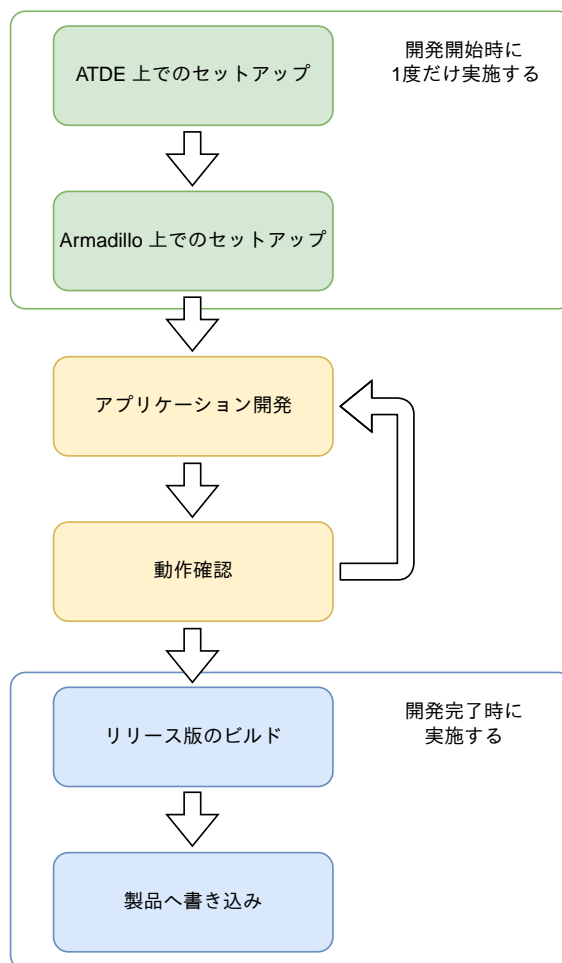 ATDE 上でのセットアップ
開発開始時に
1度だけ実施する
Armadillo 上でのセットアップ
アプリケーション開発
動作確認
リリース版のビルド
開発完了時に
実施する
製品へ書き込み